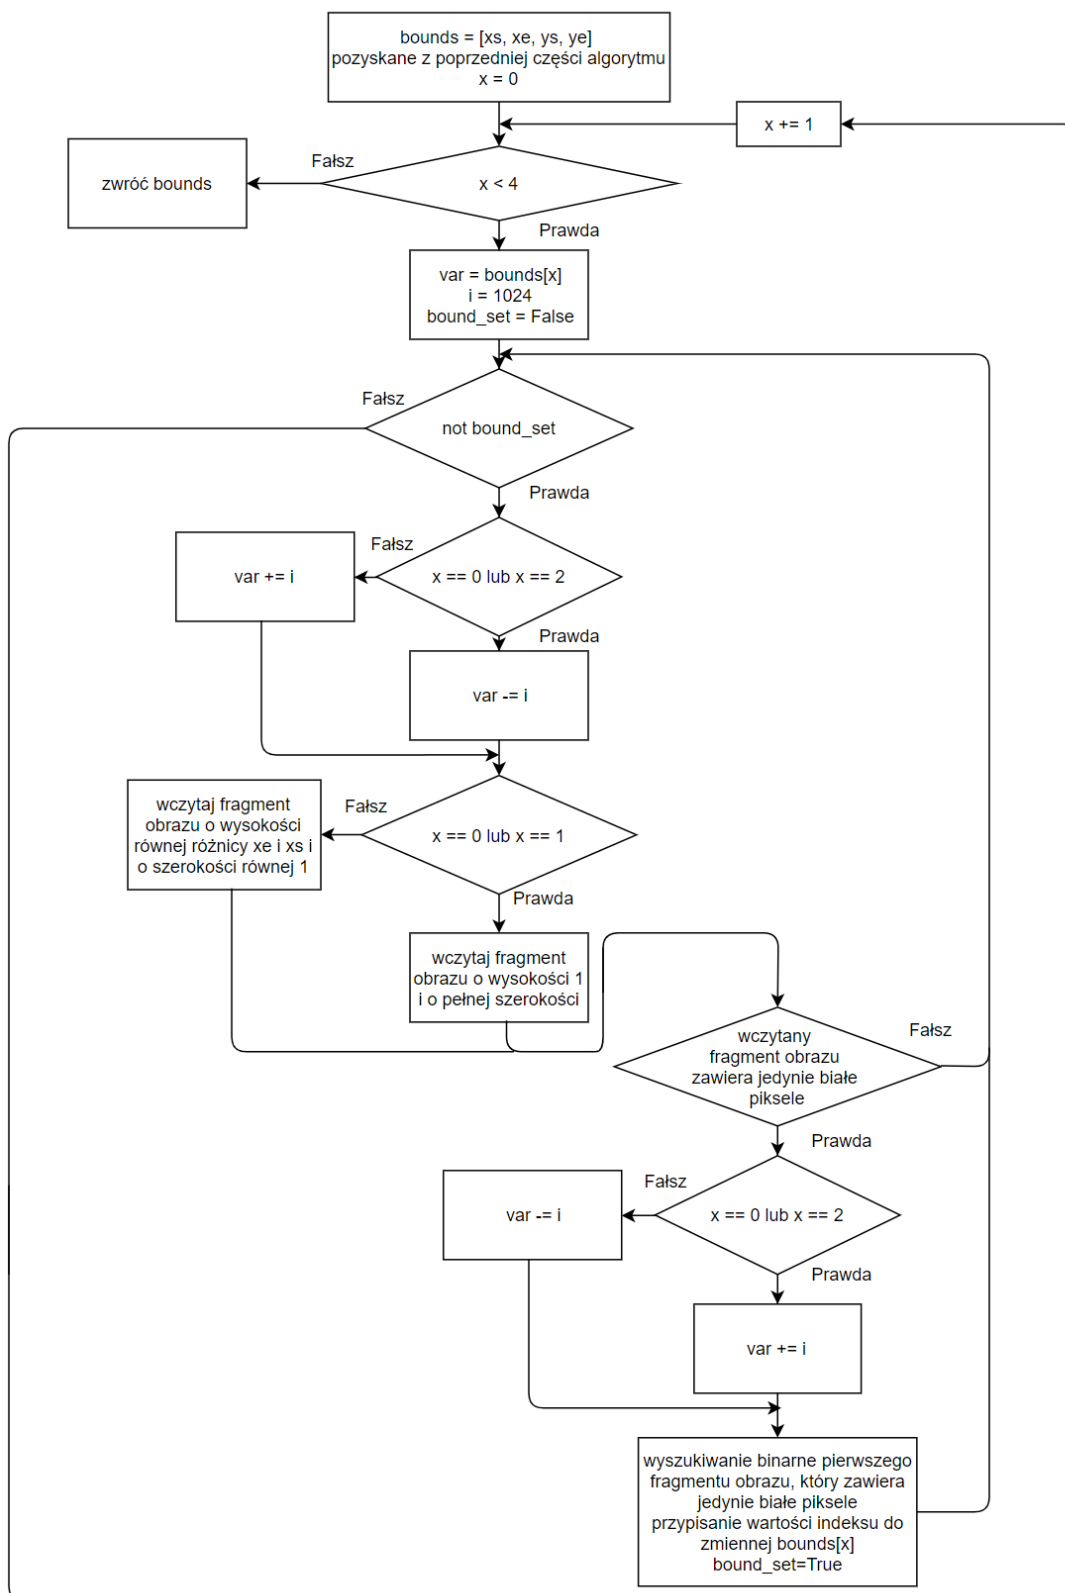 bounds = [xs, xe, ys, ye]
pozyskane z poprzedniej części algorytmu
x = 0
x += 1
Fałsz
zwróć bounds
x < 4
Prawda
var = bounds[x]
i = 1024
bound_set = False
Fałsz
not bound_set
Prawda
Fałsz
var += i
x == 0 lub x == 2
Prawda
var -= i
wczytaj fragment
obrazu o wysokości
równej różnicy xe i xs i
o szerokości równej 1
Fałsz
x == 0 lub x == 1
Prawda
wczytaj fragment
obrazu o wysokości 1
i o pełnej szerokości
wczytany
fragment obrazu
zawiera jedynie białe
piksele
Fałsz
Prawda
Fałsz
var -= i
x == 0 lub x == 2
Prawda
var += i
wyszukiwanie binarne pierwszego
fragmentu obrazu, który zawiera
jedynie białe piksele
przypisanie wartości indeksu do
zmiennej bounds[x]
bound_set=True